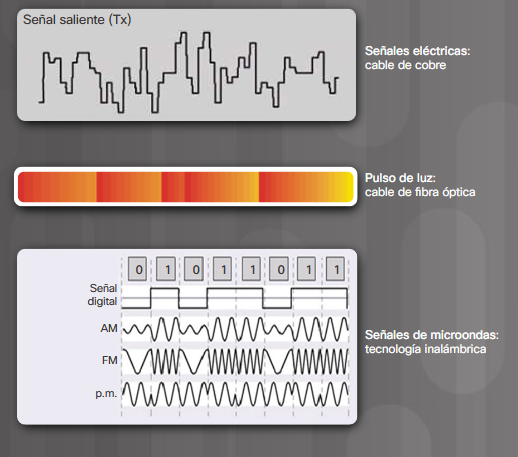 Señal saliente (Tx)
Señales eléctricas:
cable de cobre
Pulso de luz:
cable de fibra óptica
0 1 0 1 1 0 1 1
Señal
digital
AM
FM
p.m.
Señales de microondas:
tecnología inalámbrica